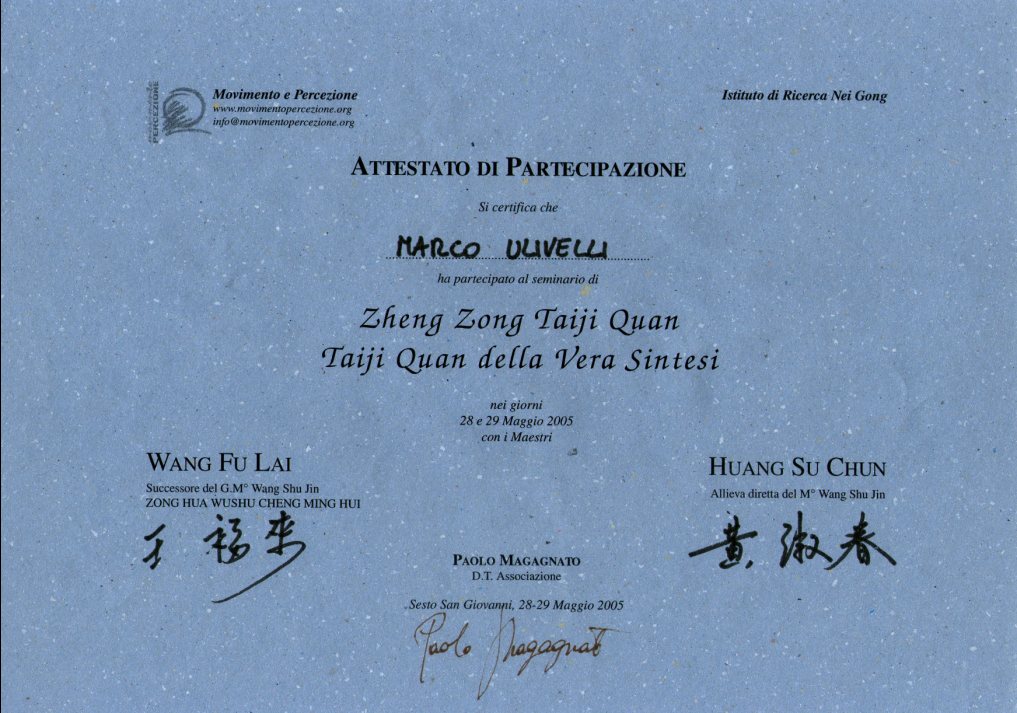 Movimento e Percezione
www.movimentopercezione.org
info@movimentopercezione.org
PERCEZIONE
Istituto di Ricerca Nei Gong
ATTESTATO DI PARTECIPAZIONE
Si certifica che
MARCO ULIVELLI
ha partecipato al seminario di
Zheng Zong Taiji Quan
Taiji Quan della Vera Sintesi
nei giorni
28 e 29 Maggio 2005
con i Maestri
WANG FU LAI
Successore del G.M° Wang Shu Jin
ZONG HUA WUSHU CHENG MING HUI
王福来
HUANG SU CHUN
Allieva diretta del M° Wang Shu Jin
黄淑春
PAOLO MAGAGNATO
D.T. Associazione
Sesto San Giovanni, 28-29 Maggio 2005
Paolo Magagnato